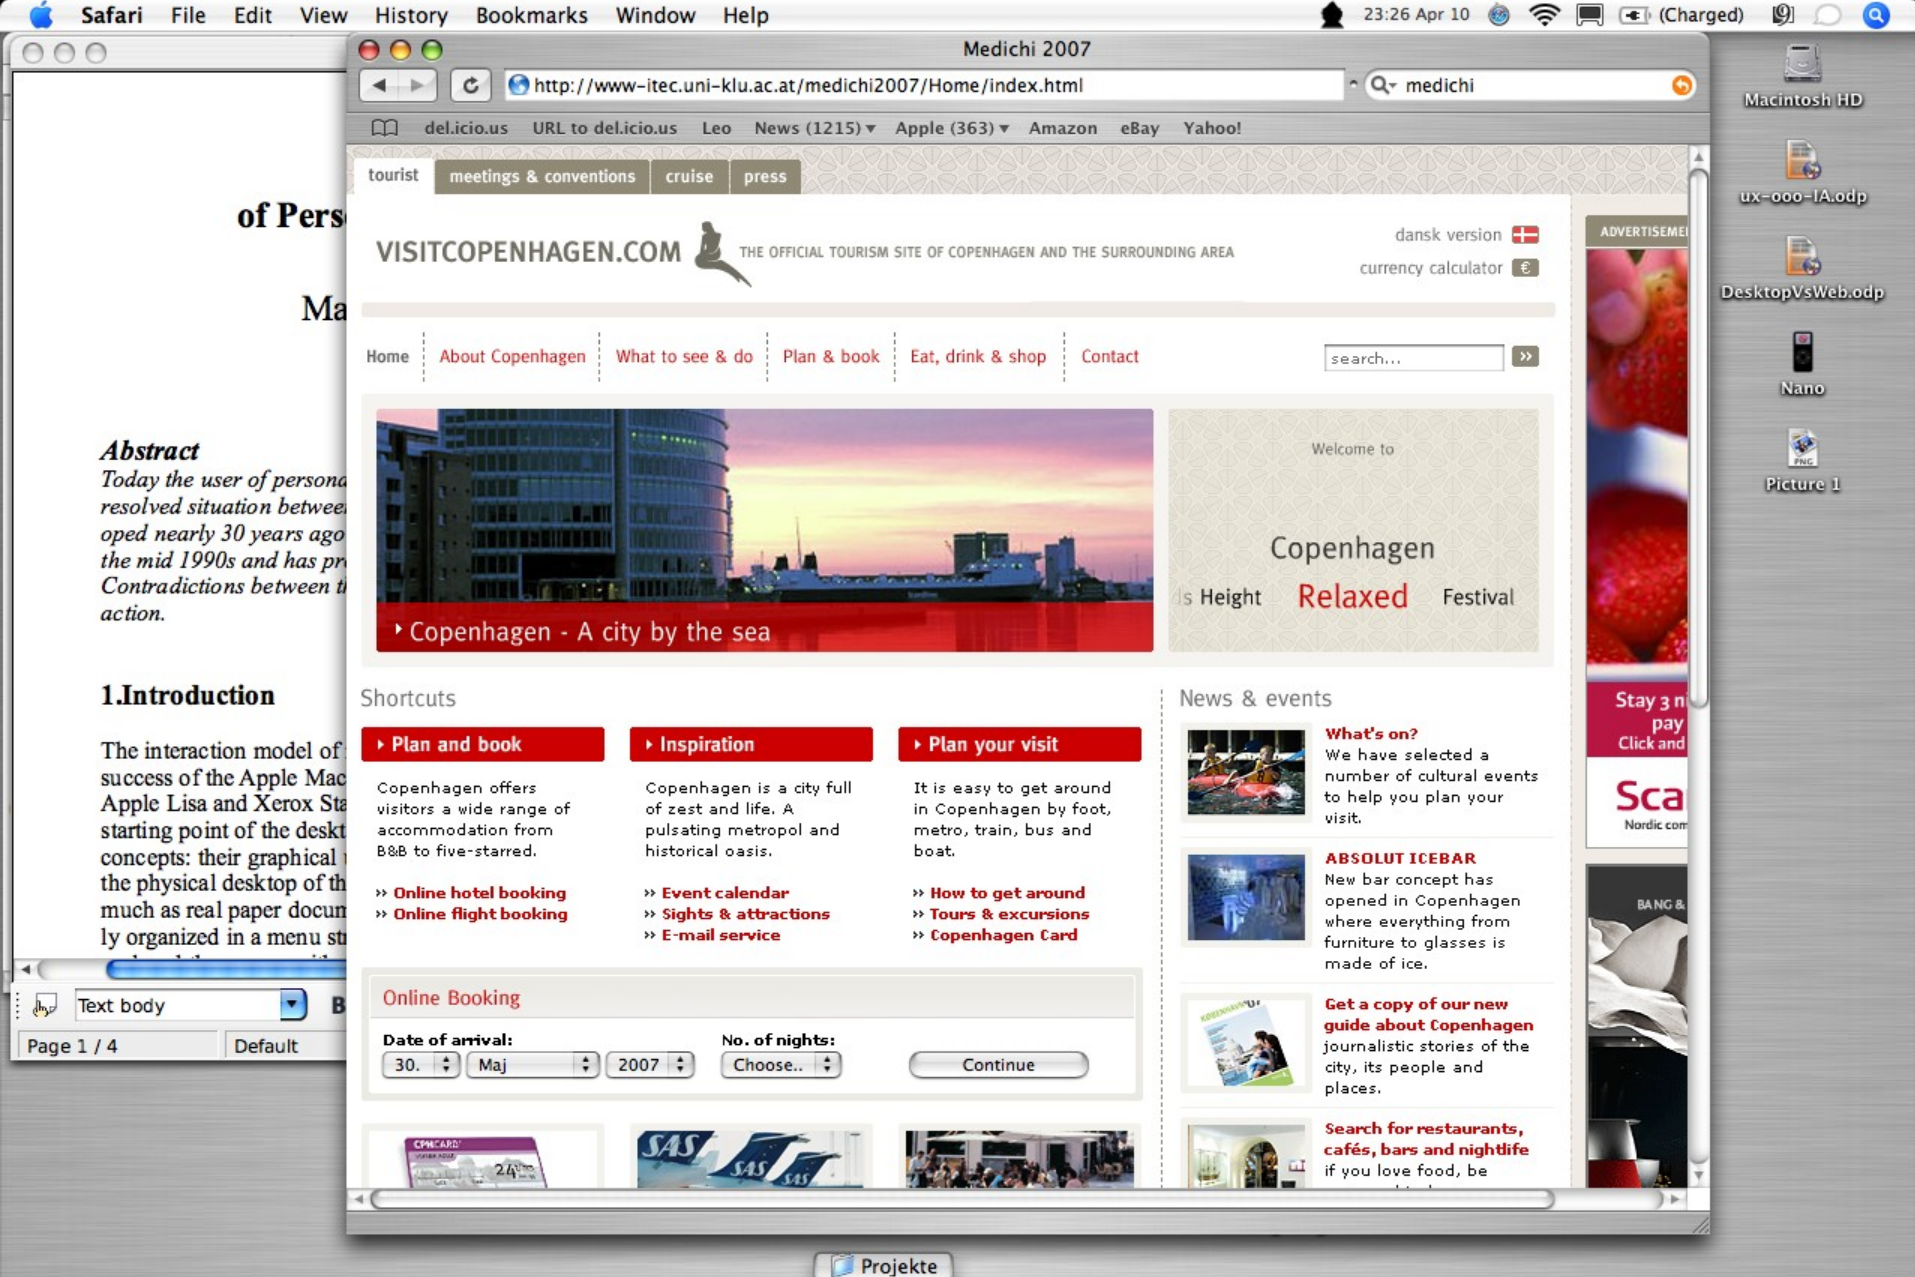 Safari File Edit View History Bookmarks Window Help
23:26 Apr 10 (Charged)
Medichi 2007
http://www-itec.uni-klu.ac.at/medichi2007/Home/index.html
medichi
del.icio.us URL to del.icio.us Leo News (1215) Apple (363) Amazon eBay Yahoo!
tourist meetings & conventions cruise press
VISITCOPENHAGEN.COM THE OFFICIAL TOURISM SITE OF COPENHAGEN AND THE SURROUNDING AREA
dansk version
currency calculator €
Home About Copenhagen What to see & do Plan & book Eat, drink & shop Contact
search... »
Copenhagen - A city by the sea
Welcome to
Copenhagen
Height Relaxed Festival
Shortcuts
Plan and book
Copenhagen offers
visitors a wide range of
accommodation from
B&B to five-starred.
» Online hotel booking
» Online flight booking
Inspiration
Copenhagen is a city full
of zest and life. A
pulsating metropol and
historical oasis.
» Event calendar
» Sights & attractions
» E-mail service
Plan your visit
It is easy to get around
in Copenhagen by foot,
metro, train, bus and
boat.
» How to get around
» Tours & excursions
» Copenhagen Card
Online Booking
Date of arrival: No. of nights:
30. Maj 2007 Choose.. Continue
CPHCARD
24
SAS
SAS
SAS
News & events
What's on?
We have selected a
number of cultural events
to help you plan your
visit.
ABSOLUT ICEBAR
New bar concept has
opened in Copenhagen
where everything from
furniture to glasses is
made of ice.
Get a copy of our new
guide about Copenhagen
journalistic stories of the
city, its people and
places.
Search for restaurants,
cafés, bars and nightlife
if you love food, be
ADVERTISEME
Stay 3 ni
pay
Click and
Sca
Nordic com
BANG &
of Pers
Ma
Abstract
Today the user of persona
resolved situation between
oped nearly 30 years ago
the mid 1990s and has pr
Contradictions between th
action.
1.Introduction
The interaction model of
success of the Apple Mac
Apple Lisa and Xerox Sta
starting point of the deskt
concepts: their graphical
the physical desktop of th
much as real paper docum
ly organized in a menu str
Text body B
Page 1 / 4 Default
Macintosh HD
ux-ooo-IA.odp
DesktopVsWeb.odp
Nano
PNG
Picture 1
Projekte